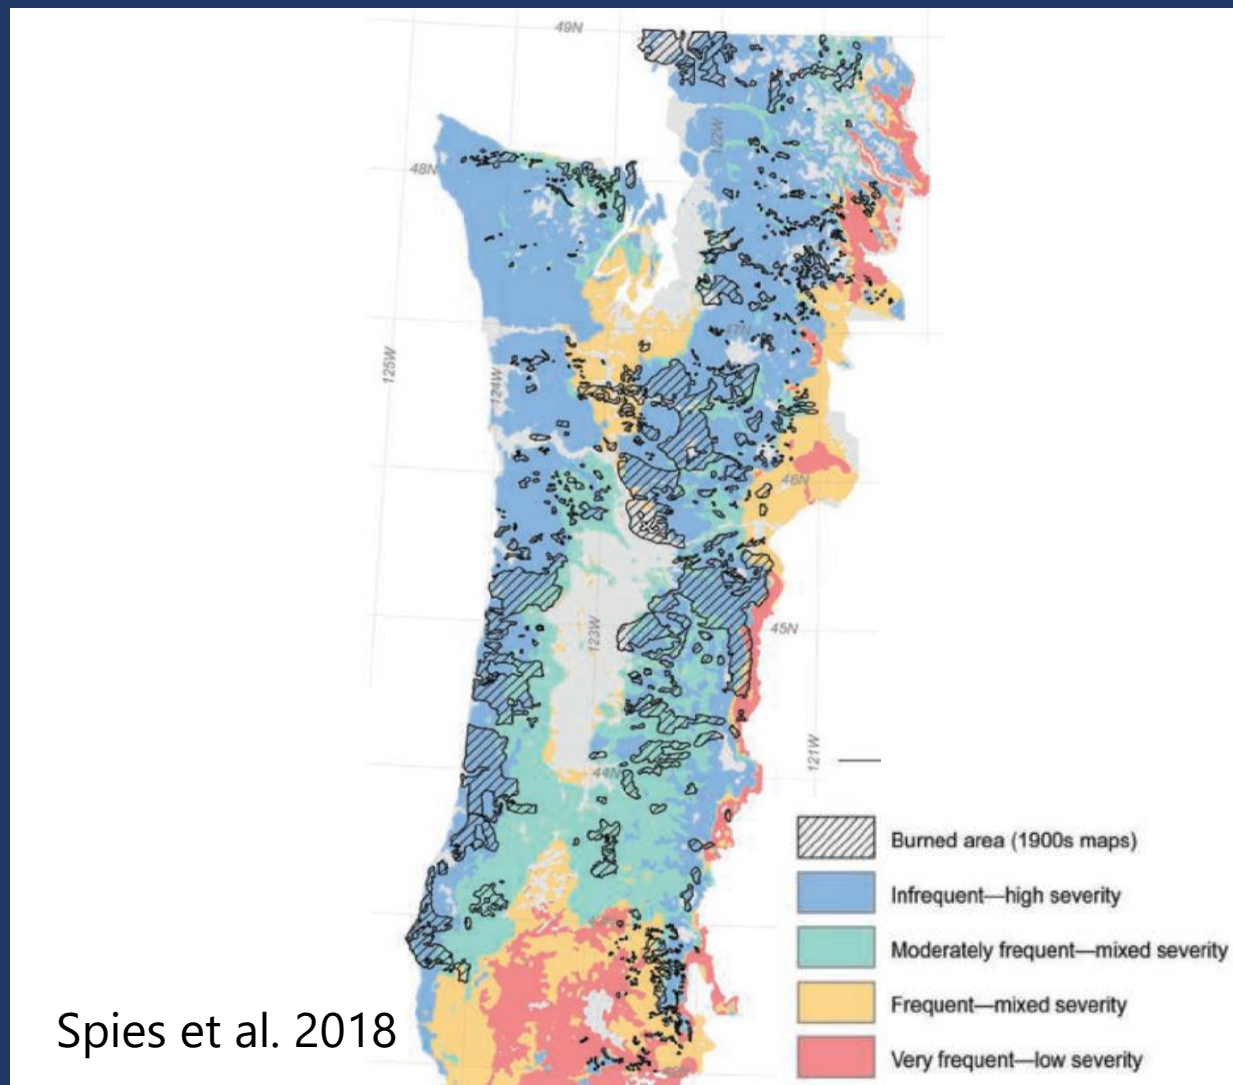 49N
122W
48N
47N
125W
124W
46N
123W
45N
121W
44N
Burned area (1900s maps)
Infrequent—high severity
Moderately frequent—mixed severity
Frequent—mixed severity
Very frequent—low severity
Spies et al. 2018